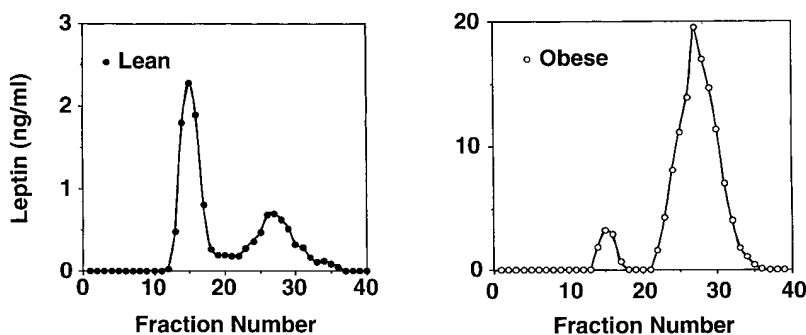 3
2
1
0
Leptin (ng/ml)
Lean
0 10 20 30 40
Fraction Number
20
10
0
Obese
0 10 20 30 40
Fraction Number